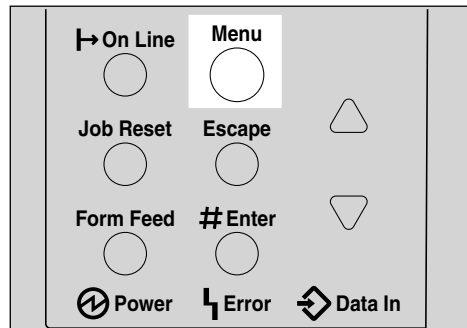 On Line Menu
Job Reset Escape
Form Feed # Enter
Power Error Data In